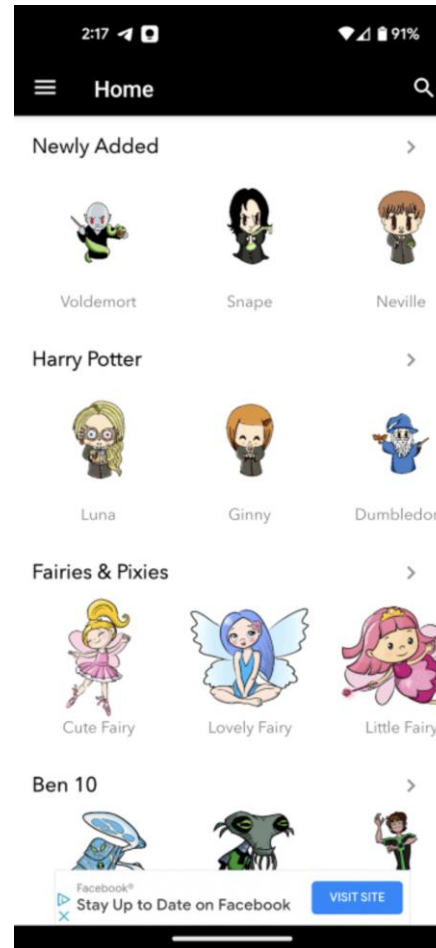 2:17
91%
Home
Newly Added
Voldemort Snape Neville
Harry Potter
Luna Ginny Dumbledor
Fairies & Pixies
Cute Fairy Lovely Fairy Little Fairy
Ben 10
Facebook®
Stay Up to Date on Facebook
VISIT SITE